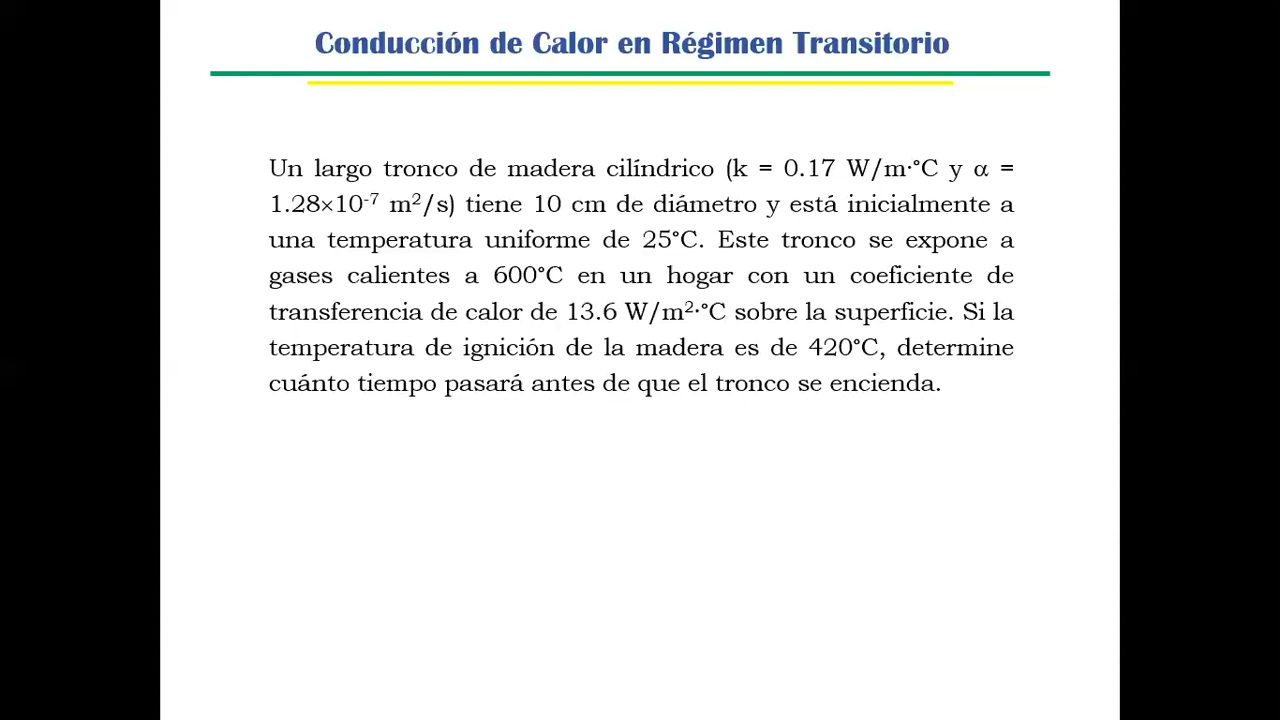 Conducción de Calor en Régimen Transitorio
Un largo tronco de madera cilíndrico (k = 0.17 W/m·°C y α =
1.28×10⁻⁷ m²/s) tiene 10 cm de diámetro y está inicialmente a
una temperatura uniforme de 25°C. Este tronco se expone a
gases calientes a 600°C en un hogar con un coeficiente de
transferencia de calor de 13.6 W/m²·°C sobre la superficie. Si la
temperatura de ignición de la madera es de 420°C, determine
cuánto tiempo pasará antes de que el tronco se encienda.